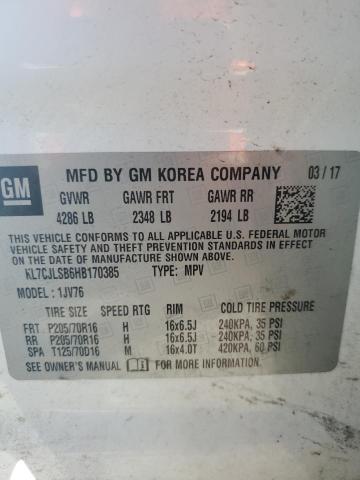 GM
MFD BY GM KOREA COMPANY 03/17
GVWR GAWR FRT GAWR RR
4286 LB 2348 LB 2194 LB
THIS VEHICLE CONFORMS TO ALL APPLICABLE U.S. FEDERAL MOTOR
VEHICLE SAFETY, BUMPER, AND THEFT PREVENTION STANDARDS IN EFFECT
ON THE DATE OF MANUFACTURE SHOWN ABOVE.
KL7CJLSB6HB170385 TYPE: MPV
MODEL: 1JV76
TIRE SIZE SPEED RTG RIM COLD TIRE PRESSURE
FRT P205/70R16 H 16x6.5J 240KPA, 35 PSI
RR P205/70R16 H 16x6.5J 240KPA, 35 PSI
SPA T125/70D16 M 16x4.0T 420KPA, 60 PSI
SEE OWNER'S MANUAL FOR MORE INFORMATION.